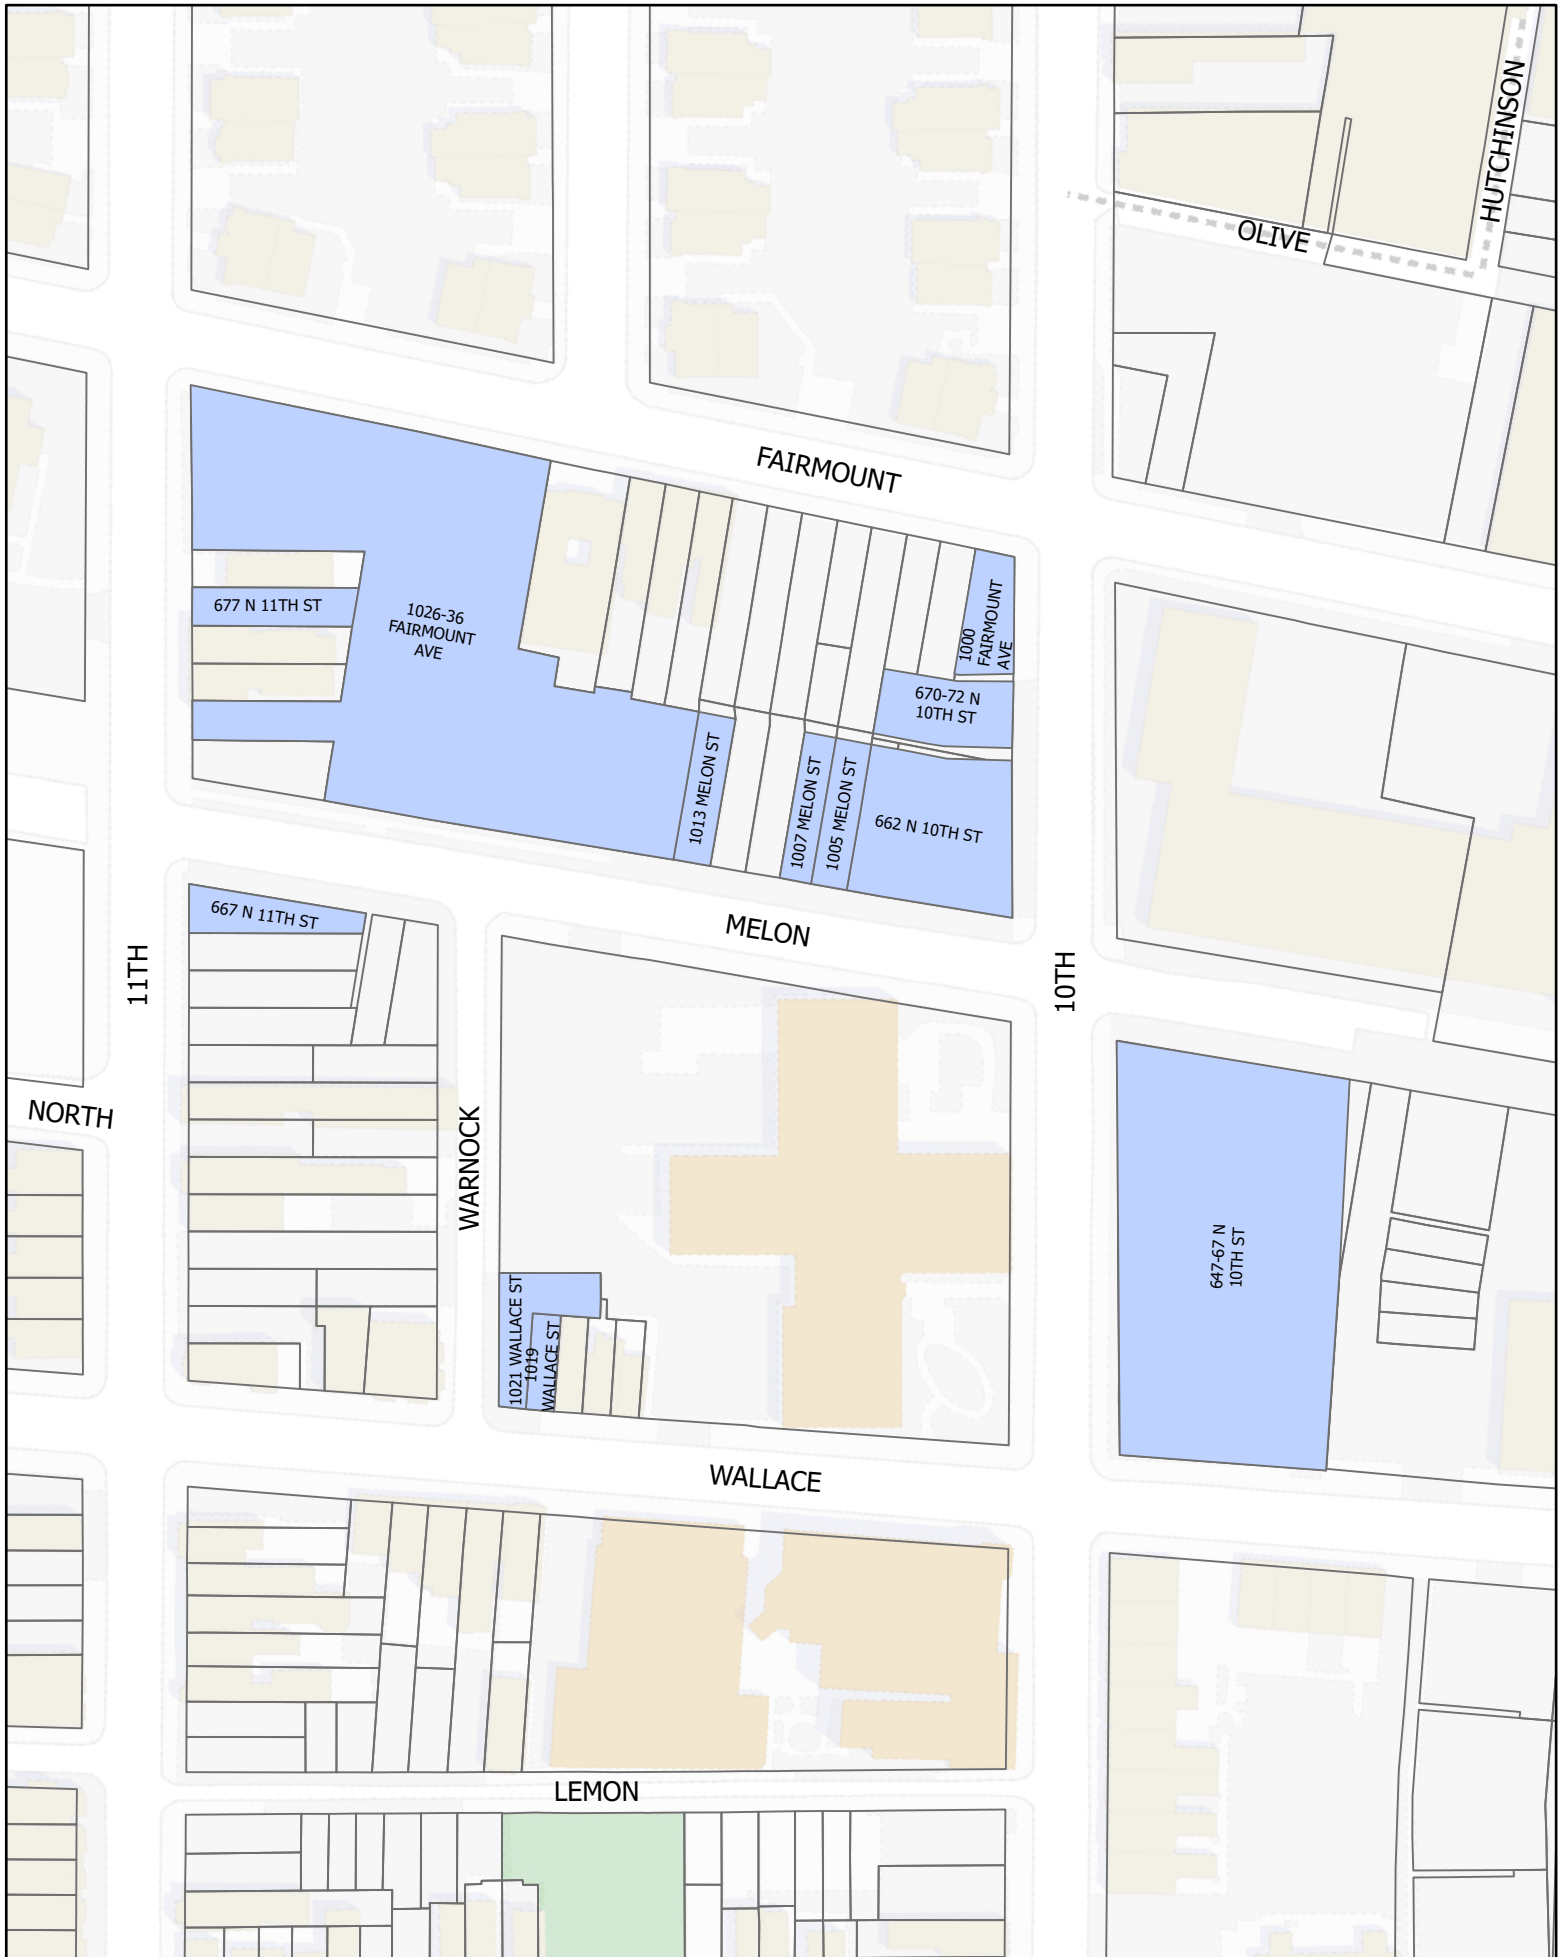 HUTCHINSON
OLIVE
FAIRMOUNT
677 N 11TH ST
1026-36
FAIRMOUNT
AVE
1000
FAIRMOUNT
AVE
670-72 N
10TH ST
1013 MELON ST
1007 MELON ST
1005 MELON ST
662 N 10TH ST
667 N 11TH ST
MELON
11TH
10TH
NORTH
WARNOCK
647-67 N
10TH ST
1021 WALLACE ST
1019
WALLACE ST
WALLACE
LEMON